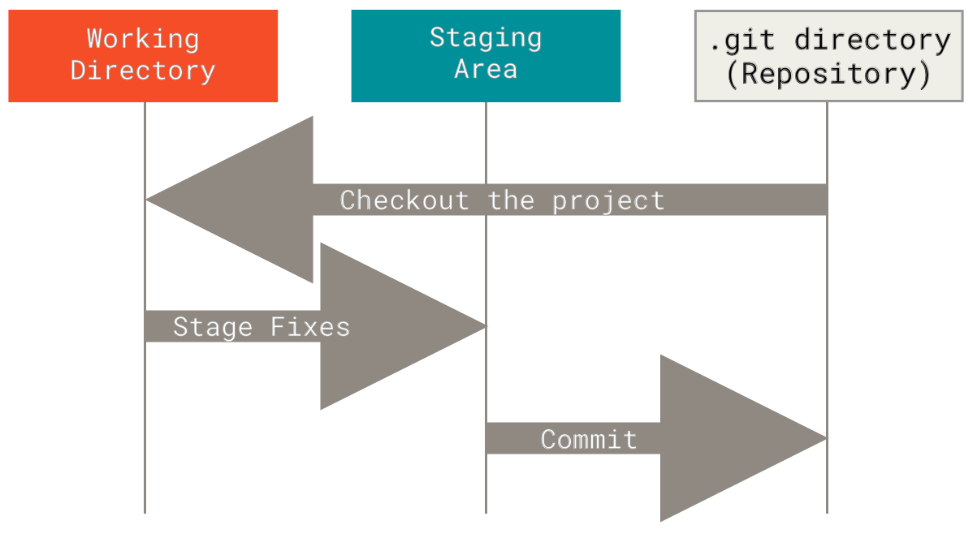 Working
Directory
Staging
Area
.git directory
(Repository)
Checkout the project
Stage Fixes
Commit